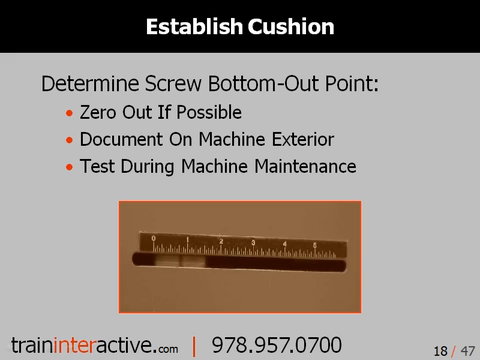 Establish Cushion
Determine Screw Bottom-Out Point:
• Zero Out If Possible
• Document On Machine Exterior
• Test During Machine Maintenance
0 1 2 3 4 5
traininteractive.com | 978.957.0700
18 / 47